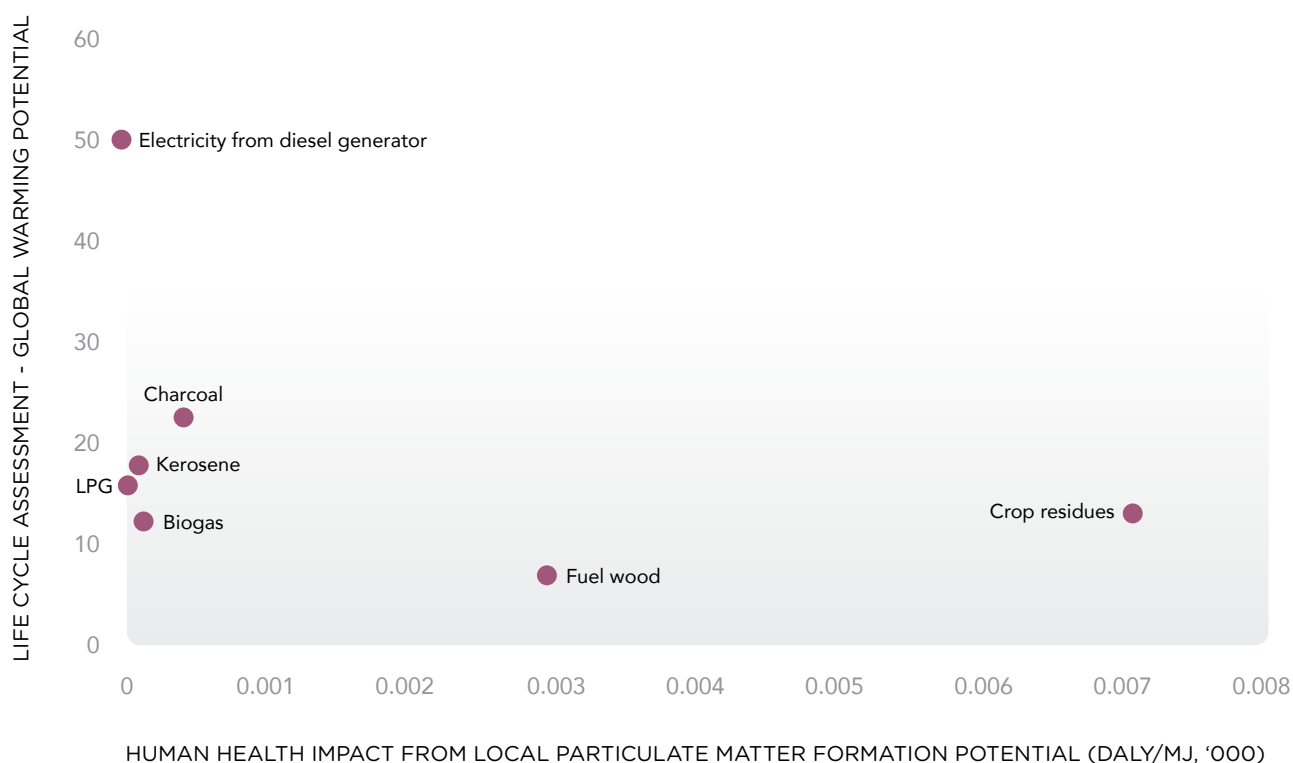 LIFE CYCLE ASSESSMENT - GLOBAL WARMING POTENTIAL
60
50
Electricity from diesel generator
40
30
Charcoal
20
Kerosene
LPG
Crop residues
Biogas
10
Fuel wood
0
0 0.001 0.002 0.003 0.004 0.005 0.006 0.007 0.008
HUMAN HEALTH IMPACT FROM LOCAL PARTICULATE MATTER FORMATION POTENTIAL (DALY/MJ, ‘000)